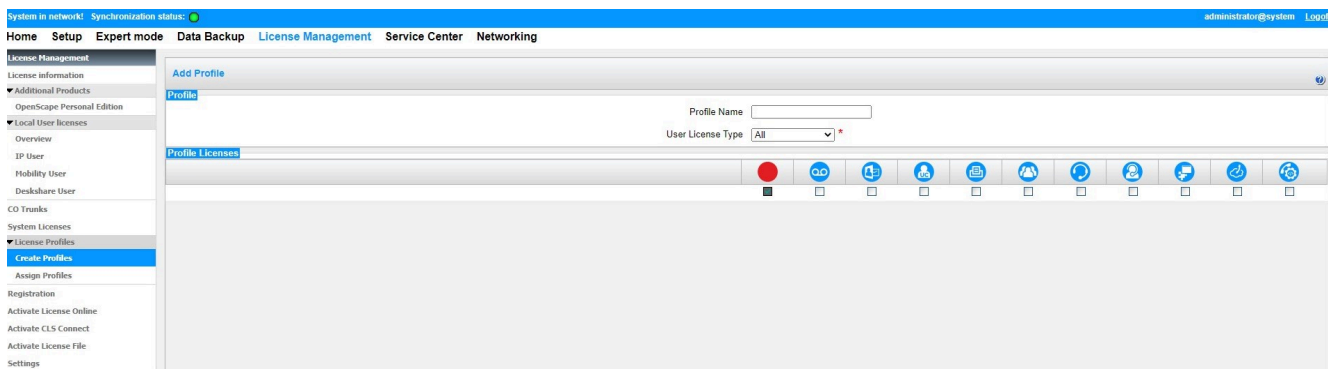 System in network! Synchronization status:
administrator@system Logof
Home Setup Expert mode Data Backup License Management Service Center Networking
License Management
License information
Additional Products
OpenScape Personal Edition
Local User licenses
Overview
IP User
Mobility User
Deskshare User
CO Trunks
System Licenses
License Profiles
Create Profiles
Assign Profiles
Registration
Activate License Online
Activate CLS Connect
Activate License File
Settings
Add Profile
Profile
Profile Name
User License Type All *
Profile Licenses